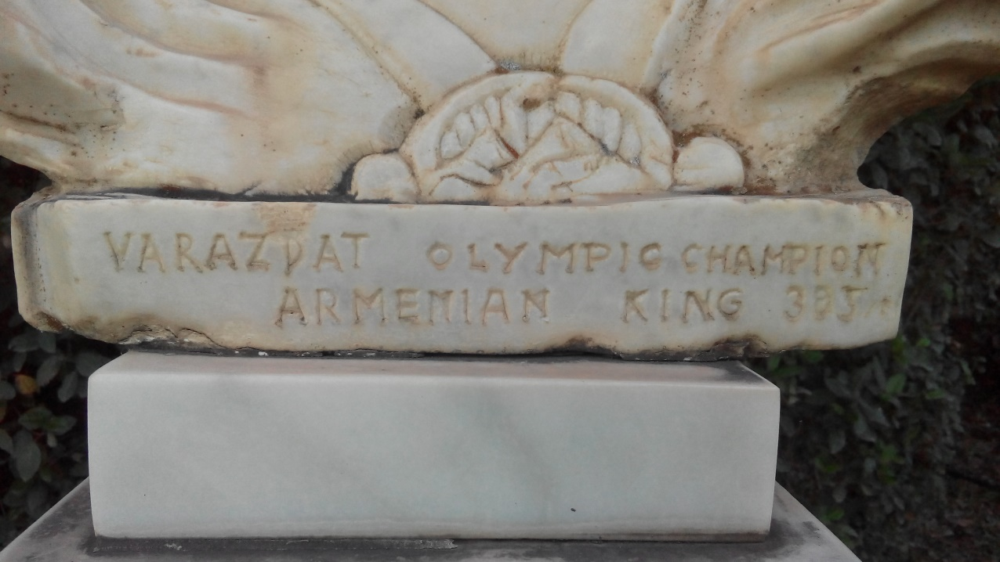 VARAZDAT OLYMPIC CHAMPION
ARMENIAN KING 385